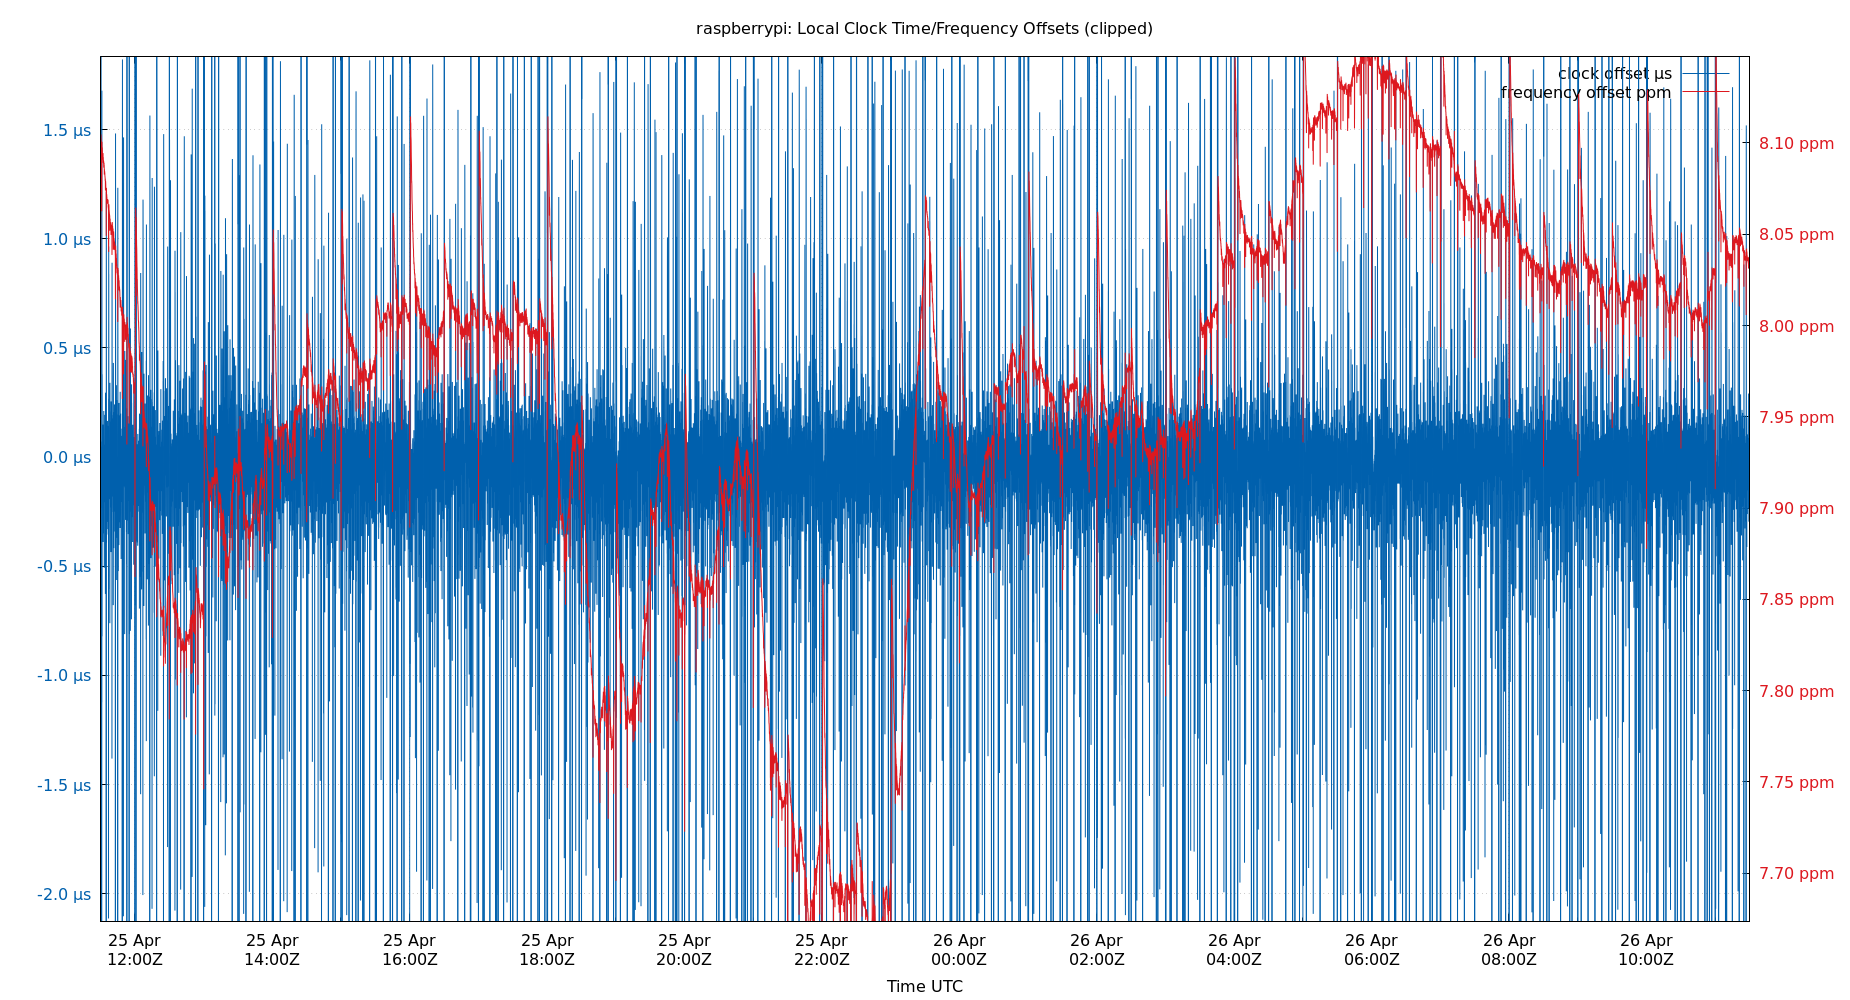 raspberrypi: Local Clock Time/Frequency Offsets (clipped)
clock offset µs
frequency offset ppm
1.5 µs
1.0 µs
0.5 µs
0.0 µs
-0.5 µs
-1.0 µs
-1.5 µs
-2.0 µs
8.10 ppm
8.05 ppm
8.00 ppm
7.95 ppm
7.90 ppm
7.85 ppm
7.80 ppm
7.75 ppm
7.70 ppm
25 Apr 25 Apr 25 Apr 25 Apr 25 Apr 25 Apr 26 Apr 26 Apr 26 Apr 26 Apr 26 Apr 26 Apr
12:00Z 14:00Z 16:00Z 18:00Z 20:00Z 22:00Z 00:00Z 02:00Z 04:00Z 06:00Z 08:00Z 10:00Z
Time UTC